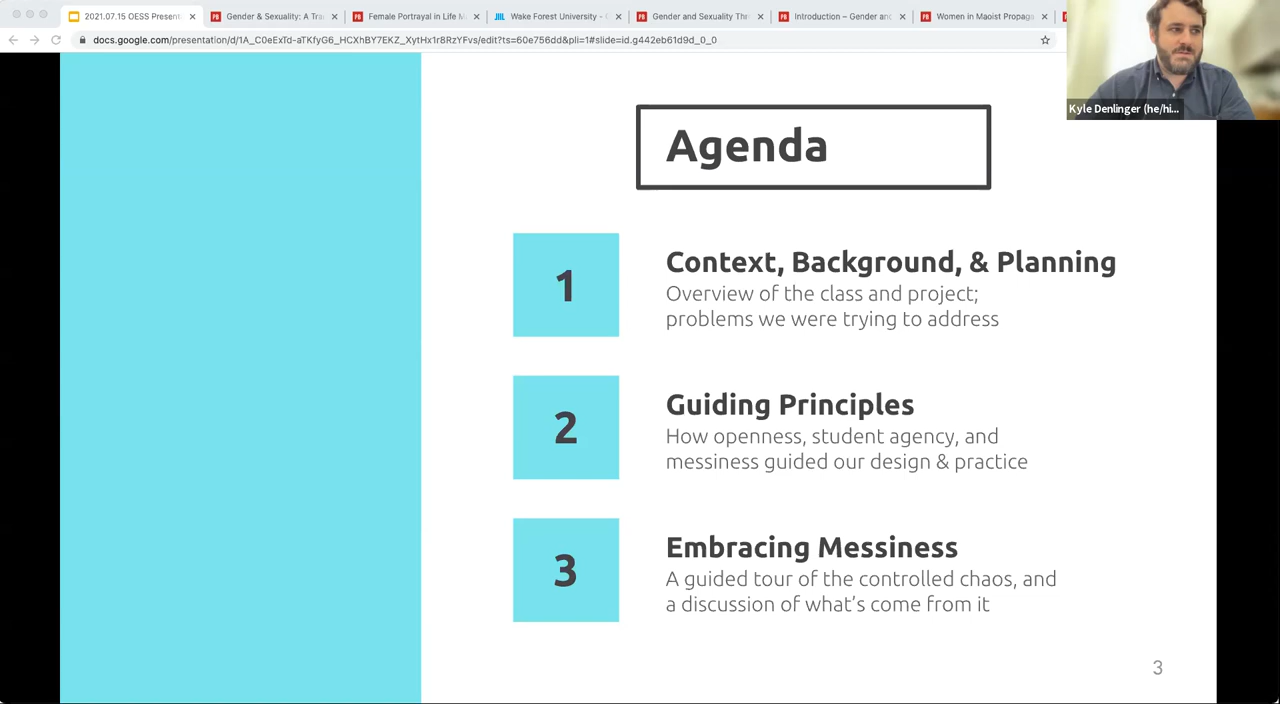 2021.07.15 OESS Present
Gender & Sexuality: A Tra
Female Portrayal in Life M
Wake Forest University -
Gender and Sexuality Thr
Introduction – Gender and
Women in Maoist Propaga
docs.google.com/presentation/d/1A_C0eExTd-aTKfyG6_HCXhBY7EKZ_XytHx1r8RzYFvs/edit?ts=60e756dd&pli=1#slide=id.g442eb61d9d_0_0
Kyle Denlinger (he/hi...
Agenda
1
Context, Background, & Planning
Overview of the class and project;
problems we were trying to address
2
Guiding Principles
How openness, student agency, and
messiness guided our design & practice
3
Embracing Messiness
A guided tour of the controlled chaos, and
a discussion of what's come from it
3